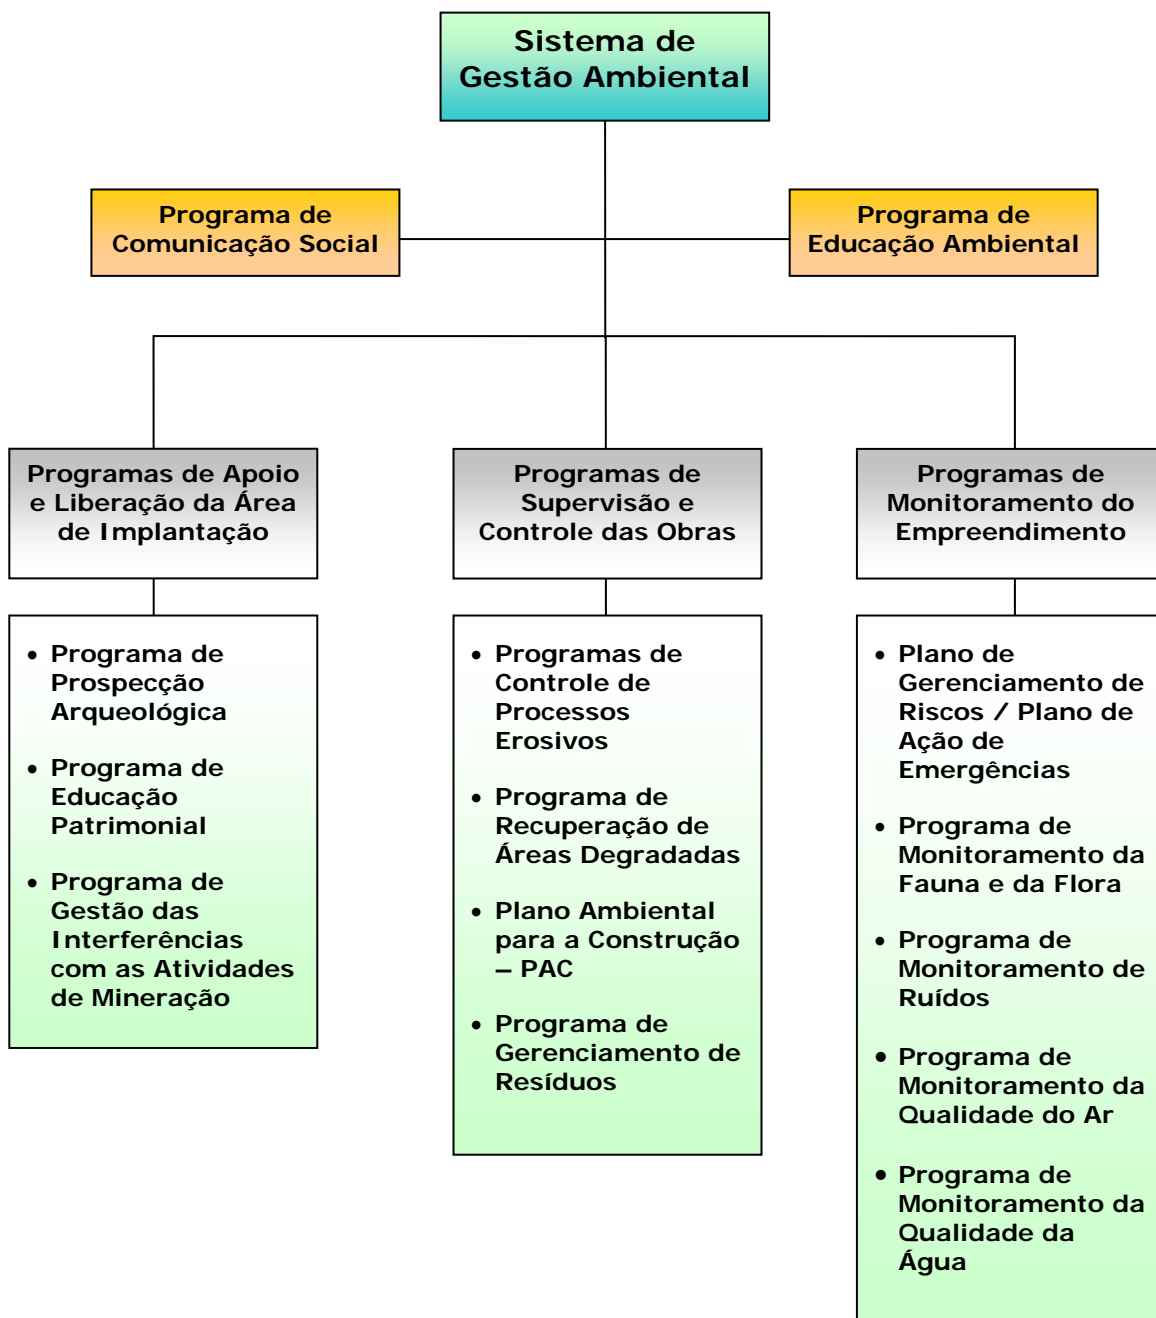 Sistema de
Gestão Ambiental
Programa de
Comunicação Social
Programa de
Educação Ambiental
Programas de Apoio
e Liberação da Área
de Implantação
Programas de
Supervisão e
Controle das Obras
Programas de
Monitoramento do
Empreendimento
• Programa de
Prospecção
Arqueológica
• Programa de
Educação
Patrimonial
• Programa de
Gestão das
Interferências
com as Atividades
de Mineração
• Programas de
Controle de
Processos
Erosivos
• Programa de
Recuperação de
Áreas Degradadas
• Plano Ambiental
para a Construção
– PAC
• Programa de
Gerenciamento de
Resíduos
• Plano de
Gerenciamento de
Riscos / Plano de
Ação de
Emergências
• Programa de
Monitoramento da
Fauna e da Flora
• Programa de
Monitoramento de
Ruídos
• Programa de
Monitoramento da
Qualidade do Ar
• Programa de
Monitoramento da
Qualidade da
Água